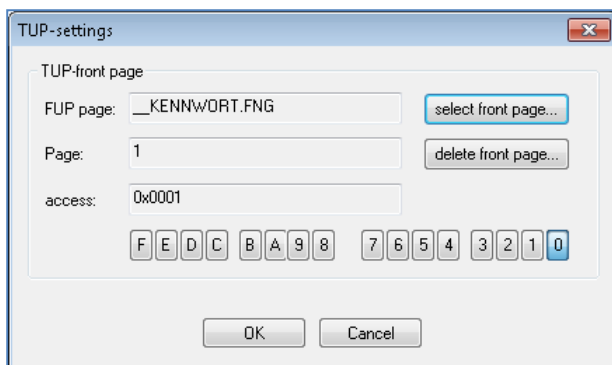 TUP-settings
TUP-front page
FUP page: __KENNWORT.FNG select front page...
Page: 1 delete front page...
access: 0x0001
F E D C B A 9 8 7 6 5 4 3 2 1 0
OK Cancel